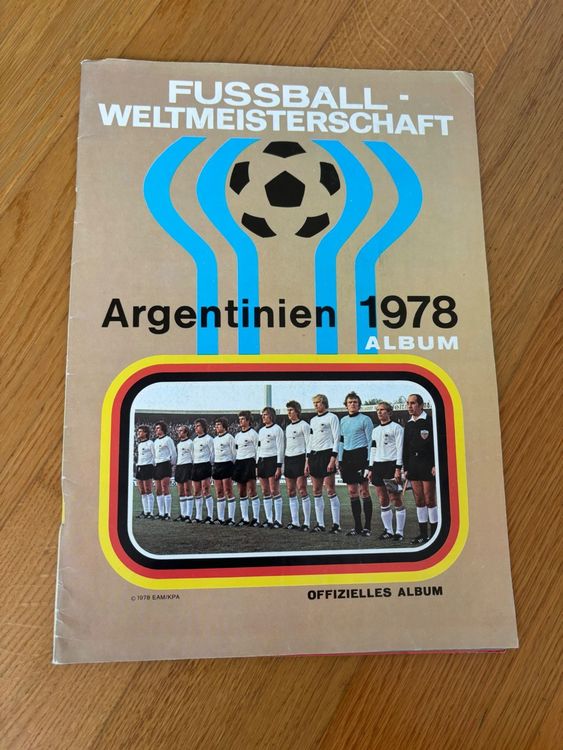 FUSSBALL -
WELTMEISTERSCHAFT
Argentinien 1978
ALBUM
© 1978 EAM/KPA
OFFIZIELLES ALBUM